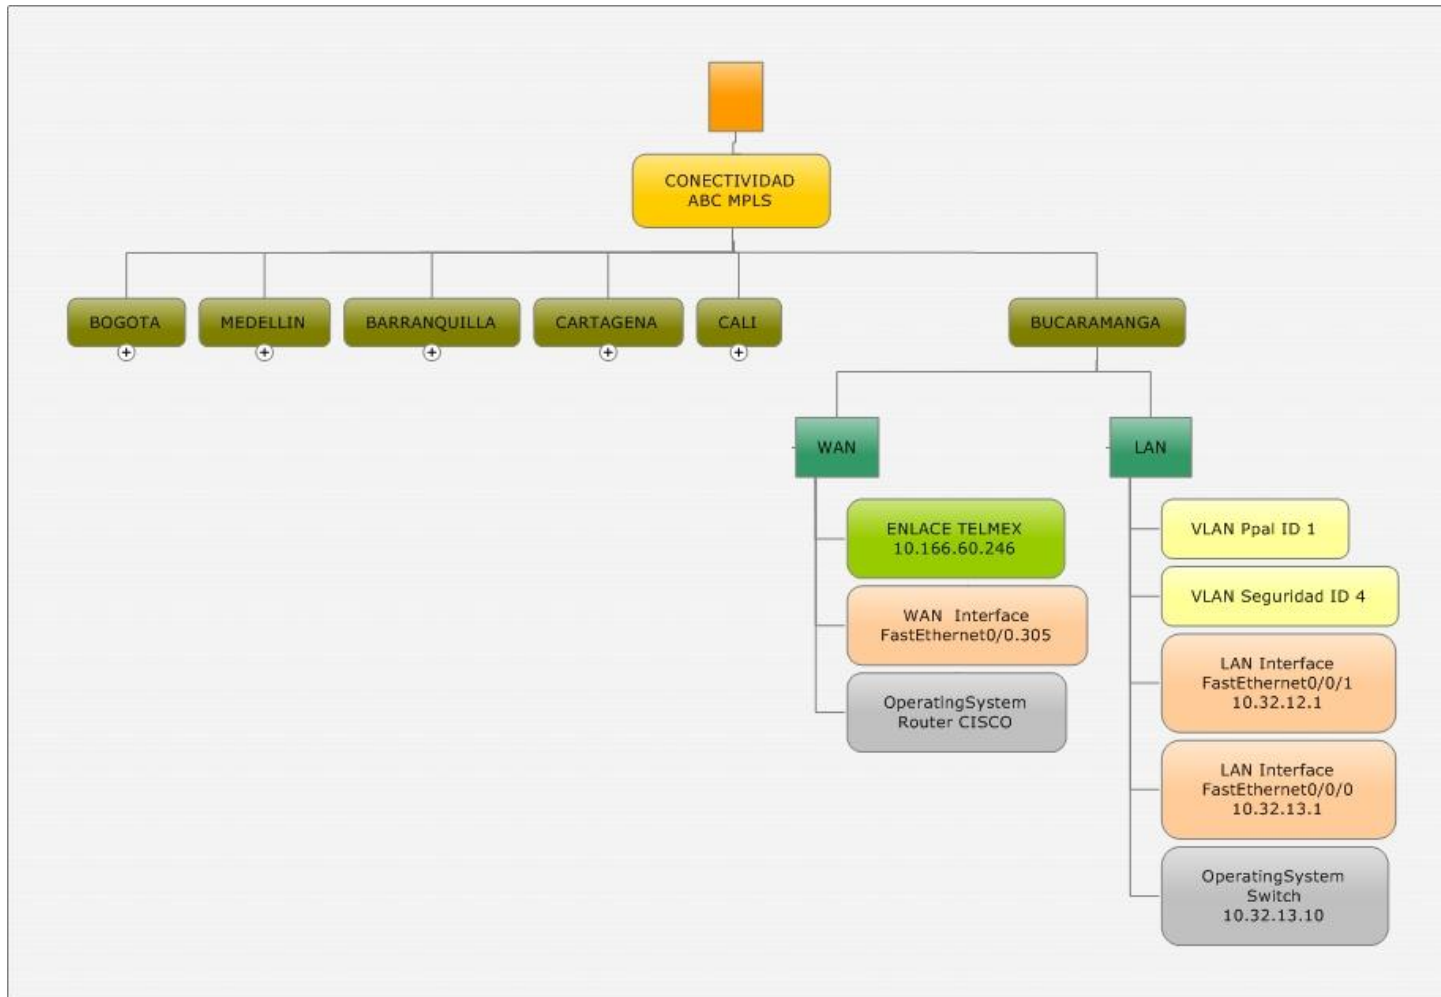 CONECTIVIDAD
ABC MPLS
BOGOTA
MEDELLIN
BARRANQUILLA
CARTAGENA
CALI
BUCARAMANGA
WAN
ENLACE TELMEX
10.166.60.246
WAN Interface
FastEthernet0/0.305
OperatingSystem
Router CISCO
LAN
VLAN Ppal ID 1
VLAN Seguridad ID 4
LAN Interface
FastEthernet0/0/1
10.32.12.1
LAN Interface
FastEthernet0/0/0
10.32.13.1
OperatingSystem
Switch
10.32.13.10